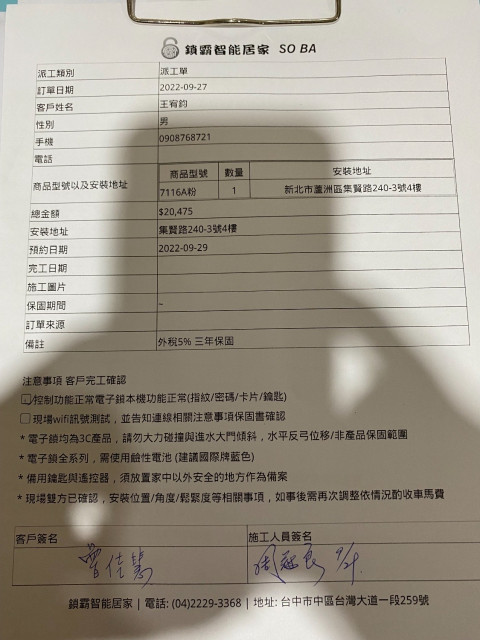 鎖霸智能居家 SO BA
派工類別 派工單
訂單日期 2022-09-27
客戶姓名 王宥鈞
性別 男
手機 0908768721
電話
商品型號以及安裝地址 商品型號 數量 安裝地址
7116A粉 1 新北市蘆洲區集賢路240-3號4樓
總金額 $20,475
安裝地址 集賢路240-3號4樓
預約日期 2022-09-29
完工日期
施工圖片
保固期間 –
訂單來源
備註 外稅5% 三年保固
注意事項 客戶完工確認
控制功能正常電子鎖本機功能正常(指紋/密碼/卡片/鑰匙)
現場wifi訊號測試，並告知連線相關注意事項保固書確認
* 電子鎖均為3C產品，請勿大力碰撞與進水大門傾斜，水平反弓位移/非產品保固範圍
* 電子鎖全系列，需使用鹼性電池 (建議國際牌藍色)
* 備用鑰匙與遙控器，須放置家中以外安全的地方作為備案
* 現場雙方已確認，安裝位置/角度/鬆緊度等相關事項，如事後需再次調整依情況酌收車馬費
客戶簽名 施工人員簽名
曾佳慧
鎖霸智能居家 | 電話: (04)2229-3368 | 地址: 台中市中區台灣大道一段259號